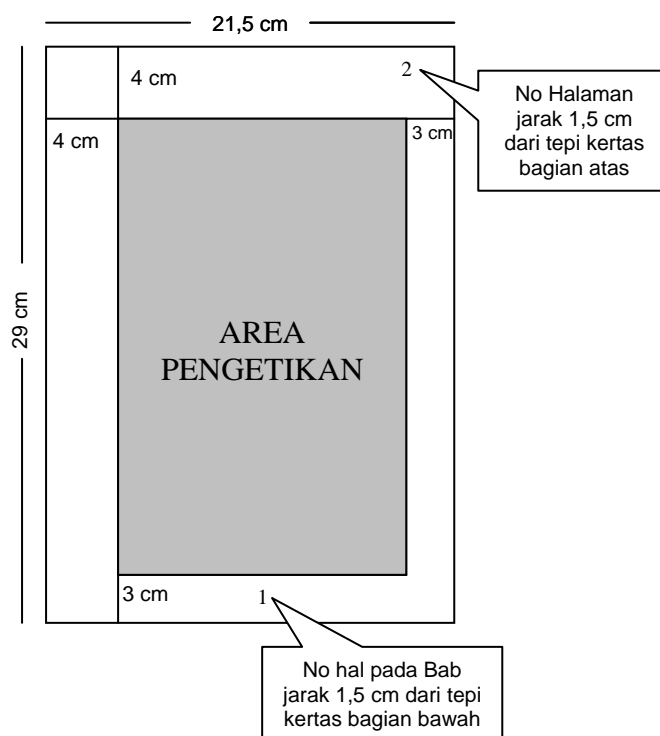 21,5 cm
4 cm
2
No Halaman
jarak 1,5 cm
dari tepi kertas
bagian atas
4 cm
3 cm
29 cm
AREA
PENGETIKAN
3 cm
1
No hal pada Bab
jarak 1,5 cm dari tepi
kertas bagian bawah